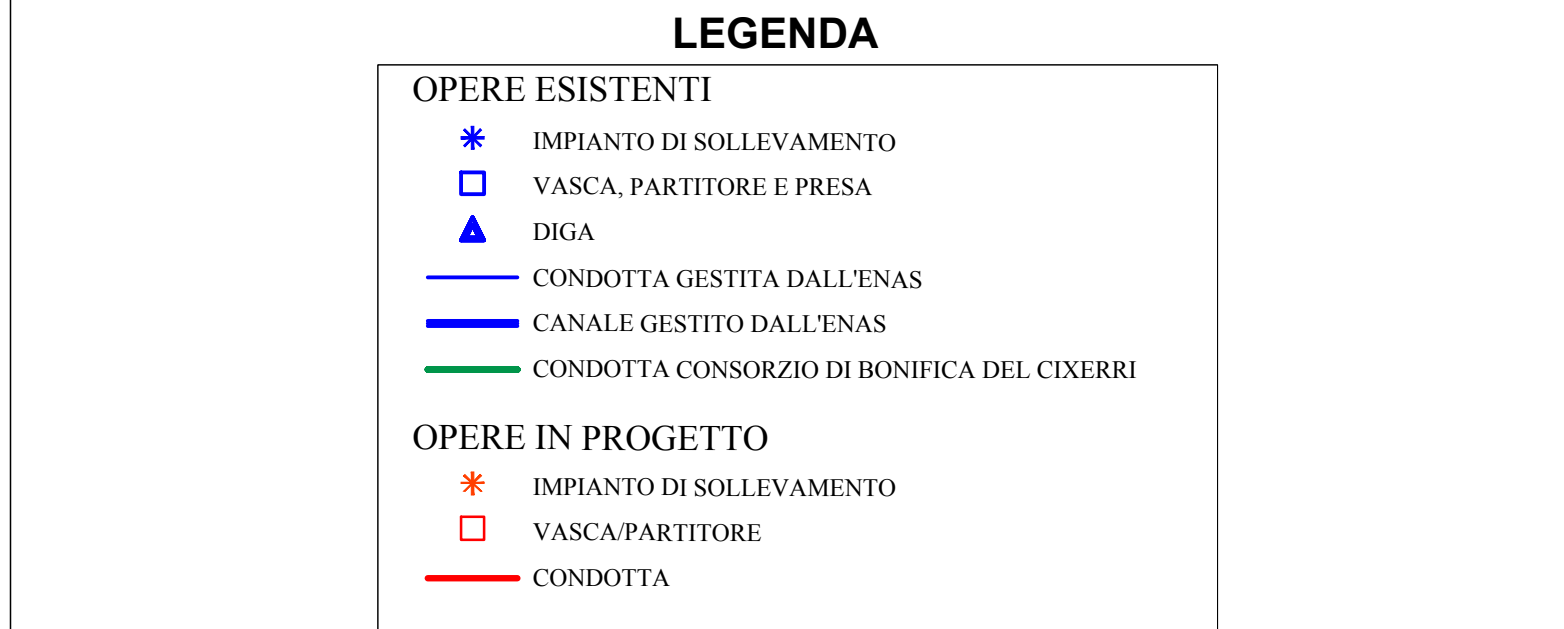 LEGENDA
OPERE ESISTENTI
IMPIANTO DI SOLLEVAMENTO
VASCA, PARTITORE E PRESA
DIGA
CONDOTTA GESTITA DALL'ENAS
CANALE GESTITO DALL'ENAS
CONDOTTA CONSORZIO DI BONIFICA DEL CIXERRI
OPERE IN PROGETTO
IMPIANTO DI SOLLEVAMENTO
VASCA/PARTITORE
CONDOTTA